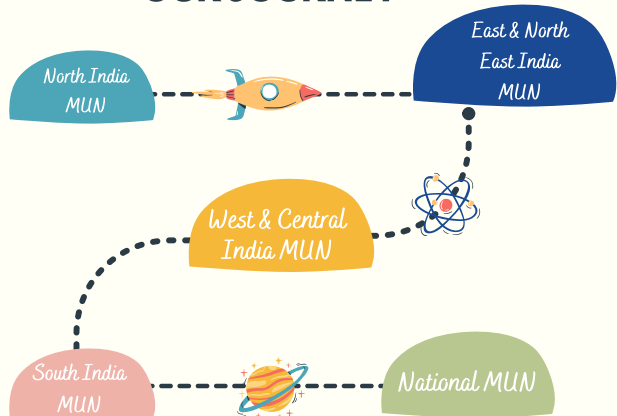 North India
MUN
East & North
East India
MUN
West & Central
India MUN
South India
MUN
National MUN